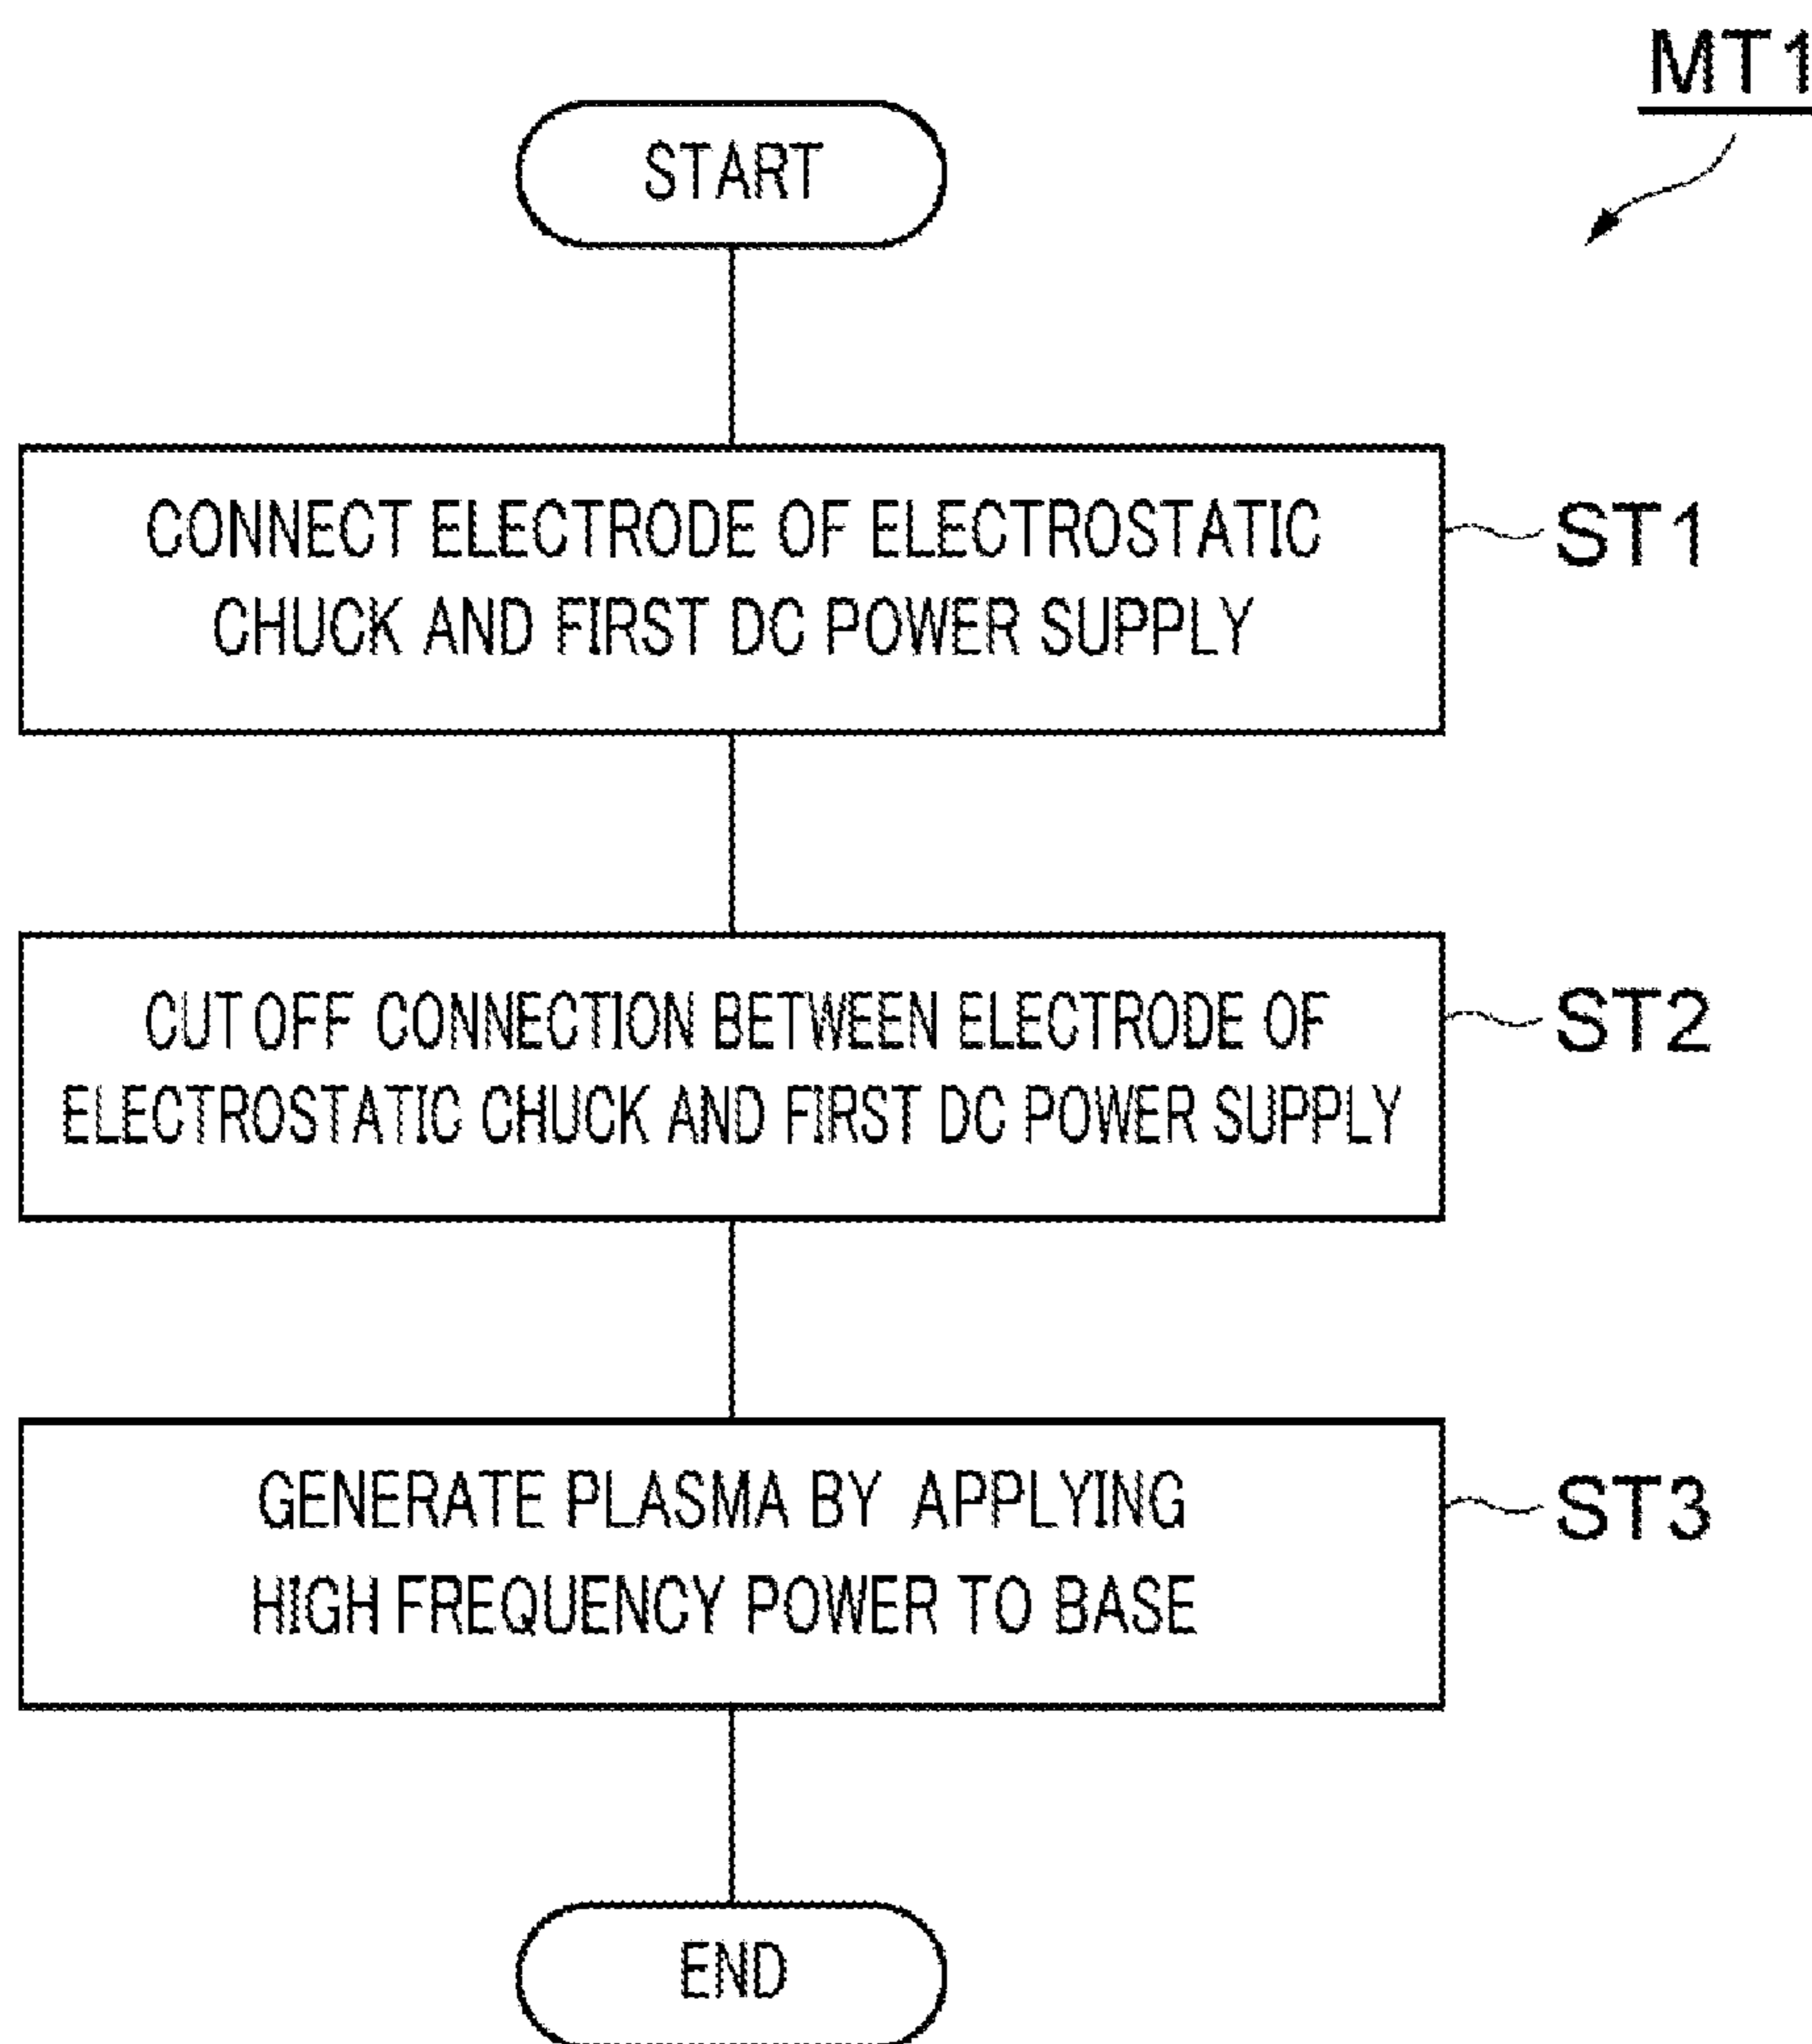 MT1
START
CONNECT ELECTRODE OF ELECTROSTATIC
CHUCK AND FIRST DC POWER SUPPLY
ST1
CUT OFF CONNECTION BETWEEN ELECTRODE OF
ELECTROSTATIC CHUCK AND FIRST DC POWER SUPPLY
ST2
GENERATE PLASMA BY APPLYING
HIGH FREQUENCY POWER TO BASE
ST3
END